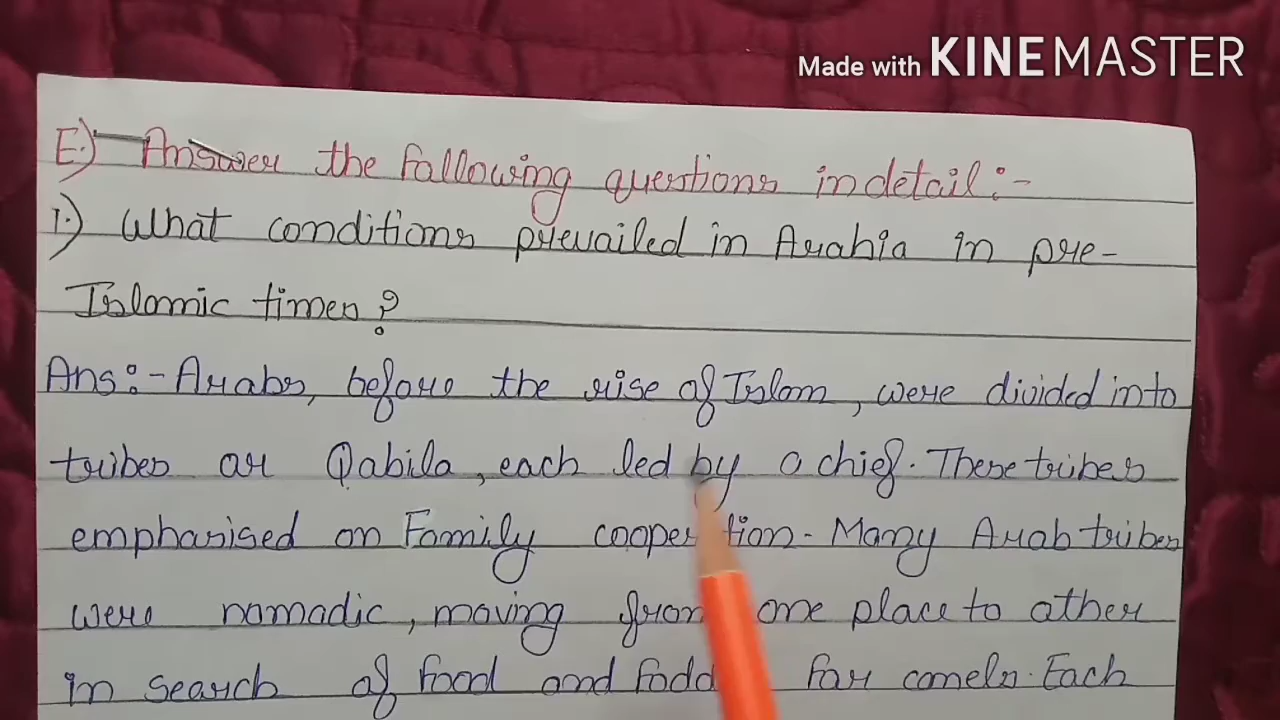 Made with KINEMASTER
E.) Answer the following questions in detail:-
1.) What conditions prevailed in Arabia in pre-
Islamic times?
Ans:- Arabs, before the rise of Islam, were divided into
tribes or Qabila, each led by a chief. These tribes
emphasised on Family cooperation. Many Arab tribes
were nomadic, moving from one place to other
in search of food and fodd for camels. Each